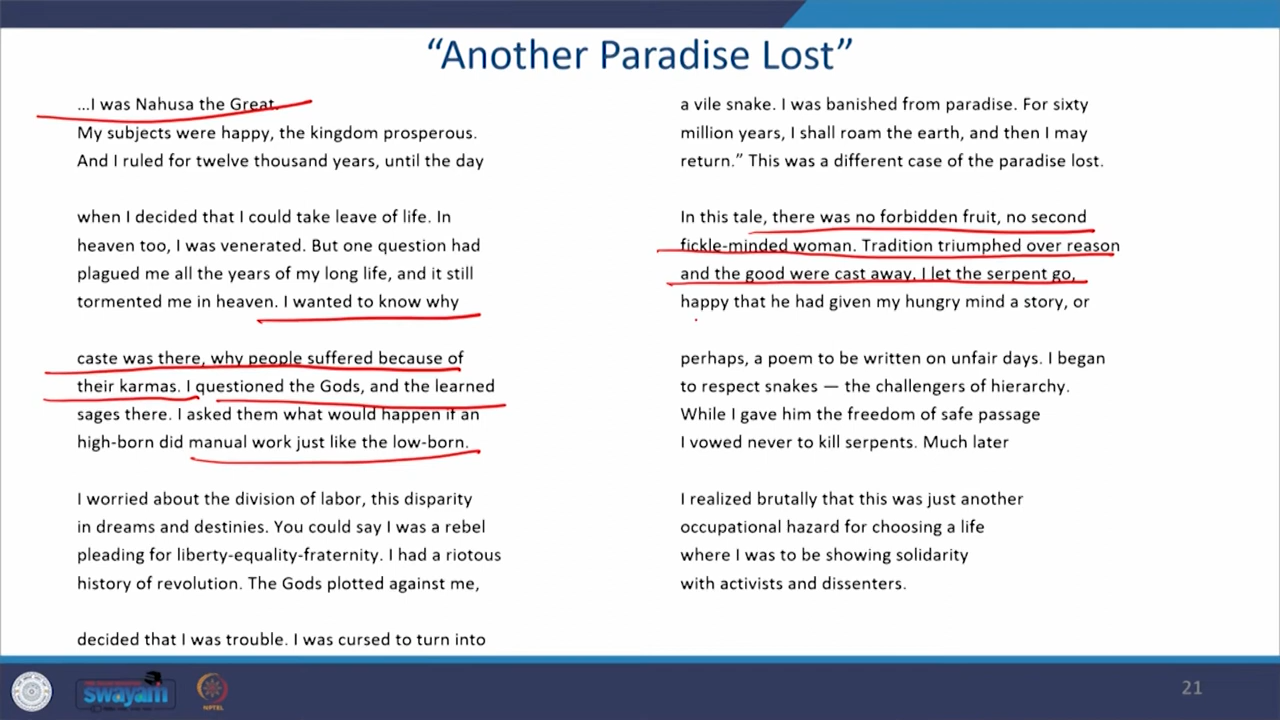 “Another Paradise Lost”
...I was Nahusa the Great.
My subjects were happy, the kingdom prosperous.
And I ruled for twelve thousand years, until the day
when I decided that I could take leave of life. In
heaven too, I was venerated. But one question had
plagued me all the years of my long life, and it still
tormented me in heaven. I wanted to know why
caste was there, why people suffered because of
their karmas. I questioned the Gods, and the learned
sages there. I asked them what would happen if an
high-born did manual work just like the low-born.
I worried about the division of labor, this disparity
in dreams and destinies. You could say I was a rebel
pleading for liberty-equality-fraternity. I had a riotous
history of revolution. The Gods plotted against me,
decided that I was trouble. I was cursed to turn into
a vile snake. I was banished from paradise. For sixty
million years, I shall roam the earth, and then I may
return.” This was a different case of the paradise lost.
In this tale, there was no forbidden fruit, no second
fickle-minded woman. Tradition triumphed over reason
and the good were cast away. I let the serpent go,
happy that he had given my hungry mind a story, or
perhaps, a poem to be written on unfair days. I began
to respect snakes — the challengers of hierarchy.
While I gave him the freedom of safe passage
I vowed never to kill serpents. Much later
I realized brutally that this was just another
occupational hazard for choosing a life
where I was to be showing solidarity
with activists and dissenters.
swayam
NPTEL
21